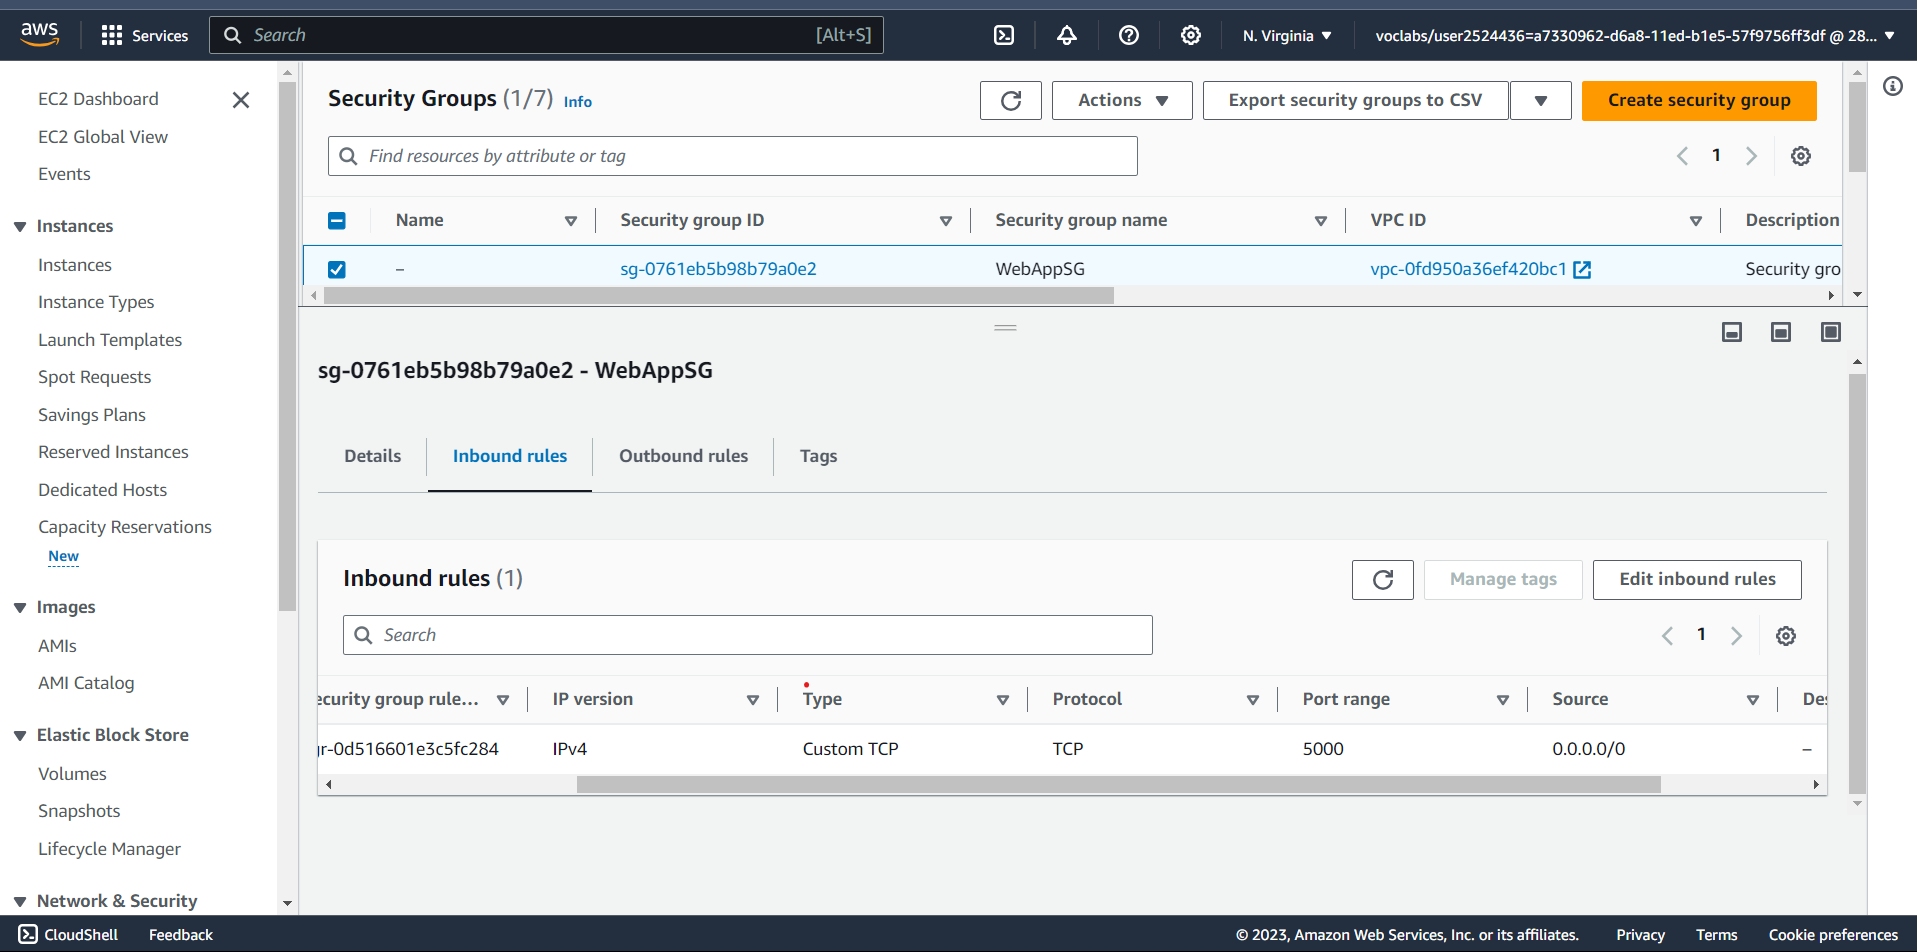 aws
Services
Search [Alt+S]
N. Virginia
voclabs/user2524436=a7330962-d6a8-11ed-b1e5-57f9756ff3df @ 28...
EC2 Dashboard
EC2 Global View
Events
Instances
Instances
Instance Types
Launch Templates
Spot Requests
Savings Plans
Reserved Instances
Dedicated Hosts
Capacity Reservations
New
Images
AMIs
AMI Catalog
Elastic Block Store
Volumes
Snapshots
Lifecycle Manager
Network & Security
Security Groups (1/7) Info
Actions
Export security groups to CSV
Create security group
Find resources by attribute or tag
1
Name Security group ID Security group name VPC ID Description
– sg-0761eb5b98b79a0e2 WebAppSG vpc-0fd950a36ef420bc1 Security gro
sg-0761eb5b98b79a0e2 - WebAppSG
Details Inbound rules Outbound rules Tags
Inbound rules (1)
Manage tags
Edit inbound rules
Search
1
ecurity group rule... IP version Type Protocol Port range Source Des
gr-0d516601e3c5fc284 IPv4 Custom TCP TCP 5000 0.0.0.0/0 –
CloudShell Feedback © 2023, Amazon Web Services, Inc. or its affiliates. Privacy Terms Cookie preferences